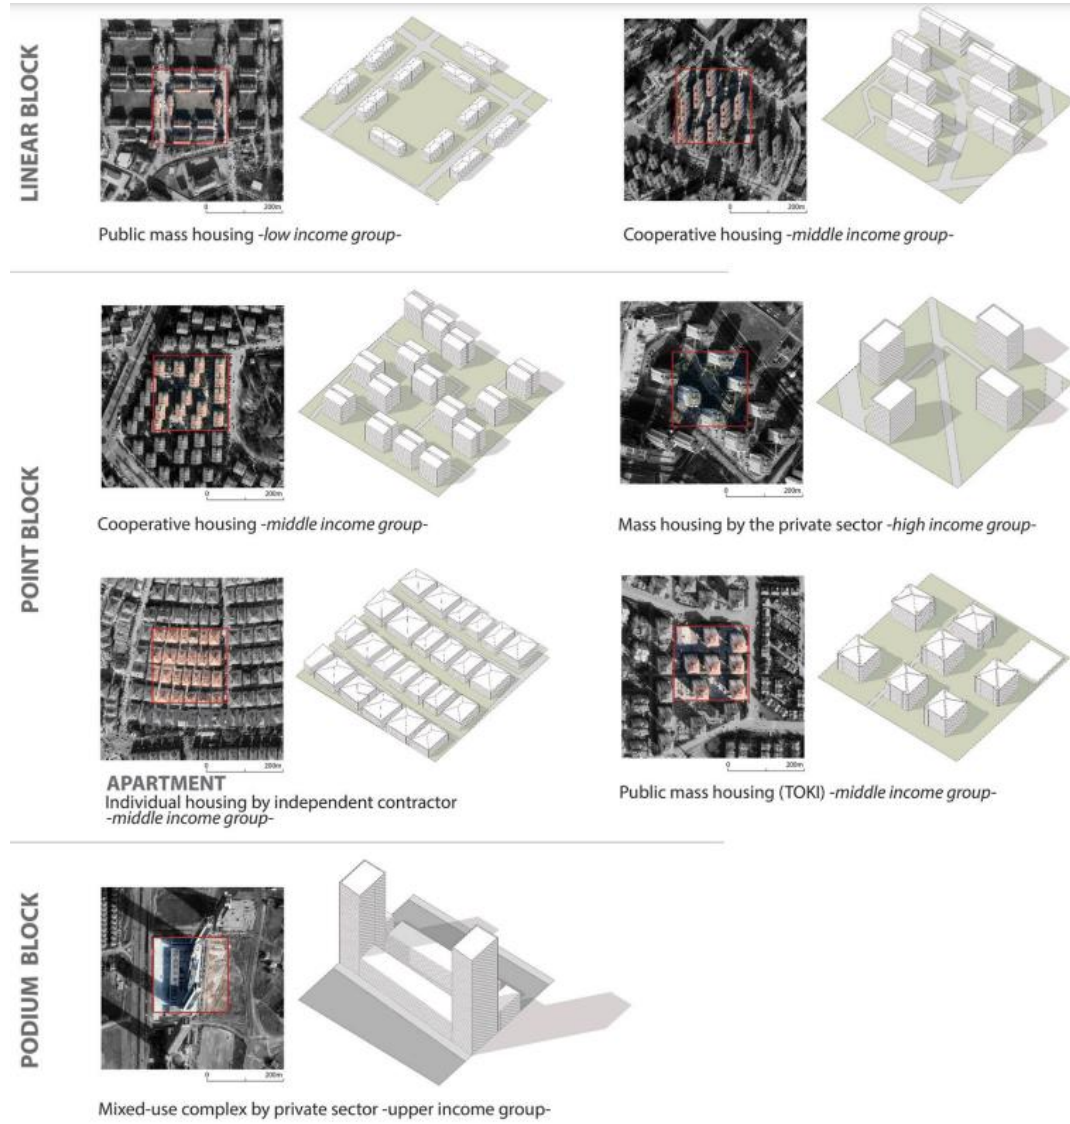 LINEAR BLOCK
0 200m
0 200m
Public mass housing -low income group-
Cooperative housing -middle income group-
POINT BLOCK
0 200m
0 200m
Cooperative housing -middle income group-
Mass housing by the private sector -high income group-
0 200m
0 200m
APARTMENT
Individual housing by independent contractor
-middle income group-
Public mass housing (TOKI) -middle income group-
PODIUM BLOCK
0 200m
Mixed-use complex by private sector -upper income group-